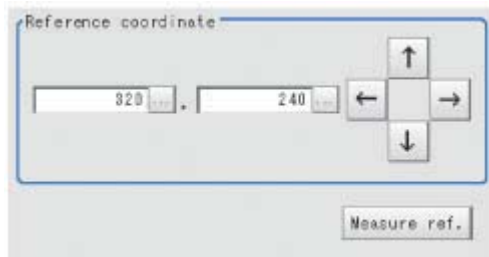 Reference coordinate
↑
320 ... , 240 ... ← →
↓
Measure ref.